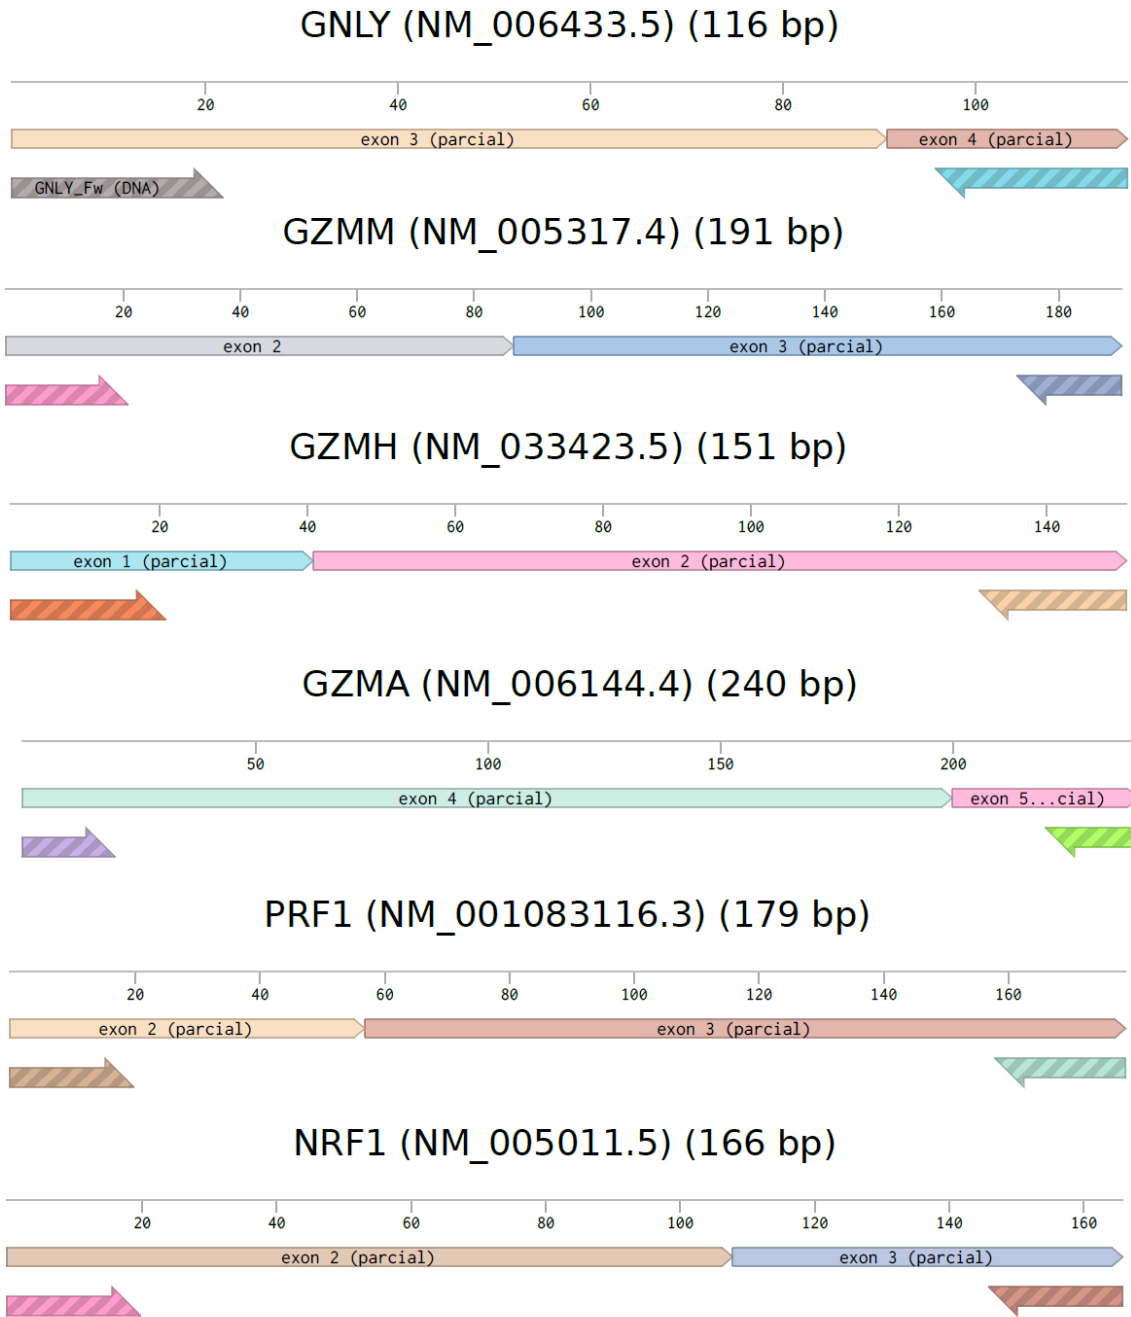 GNLY (NM_006433.5) (116 bp)
20 40 60 80 100
exon 3 (parcial) exon 4 (parcial)
GNLY_Fw (DNA)
GZMM (NM_005317.4) (191 bp)
20 40 60 80 100 120 140 160 180
exon 2 exon 3 (parcial)
GZMH (NM_033423.5) (151 bp)
20 40 60 80 100 120 140
exon 1 (parcial) exon 2 (parcial)
GZMA (NM_006144.4) (240 bp)
50 100 150 200
exon 4 (parcial) exon 5...cial)
PRF1 (NM_001083116.3) (179 bp)
20 40 60 80 100 120 140 160
exon 2 (parcial) exon 3 (parcial)
NRF1 (NM_005011.5) (166 bp)
20 40 60 80 100 120 140 160
exon 2 (parcial) exon 3 (parcial)